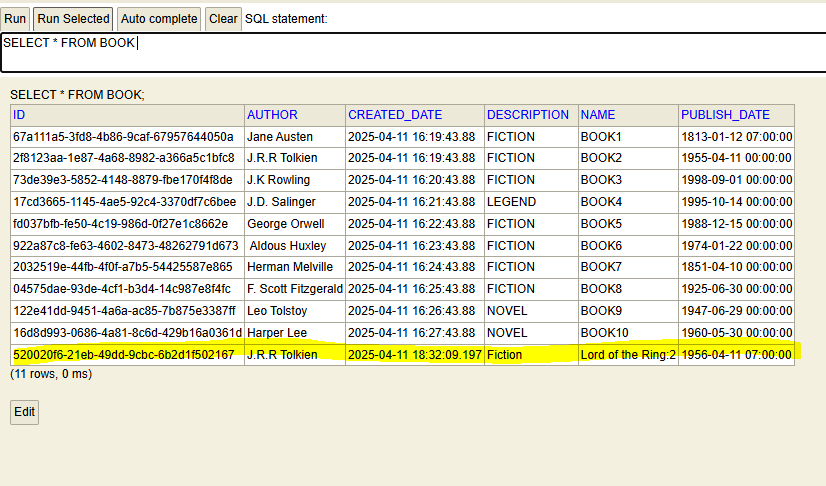 Run Run Selected Auto complete Clear SQL statement:
SELECT * FROM BOOK
SELECT * FROM BOOK;
ID AUTHOR CREATED_DATE DESCRIPTION NAME PUBLISH_DATE
67a111a5-3fd8-4b86-9caf-67957644050a Jane Austen 2025-04-11 16:19:43.88 FICTION BOOK1 1813-01-12 07:00:00
2f8123aa-1e87-4a68-8982-a366a5c1bfc8 J.R.R Tolkien 2025-04-11 16:19:43.88 FICTION BOOK2 1955-04-11 00:00:00
73de39e3-5852-4148-8879-fbe170f4f8de J.K Rowling 2025-04-11 16:20:43.88 FICTION BOOK3 1998-09-01 00:00:00
17cd3665-1145-4ae5-92c4-3370df7c6bee J.D. Salinger 2025-04-11 16:21:43.88 LEGEND BOOK4 1995-10-14 00:00:00
fd037bfb-fe50-4c19-986d-0f27e1c8662e George Orwell 2025-04-11 16:22:43.88 FICTION BOOK5 1988-12-15 00:00:00
922a87c8-fe63-4602-8473-48262791d673 Aldous Huxley 2025-04-11 16:23:43.88 FICTION BOOK6 1974-01-22 00:00:00
2032519e-44fb-4f0f-a7b5-54425587e865 Herman Melville 2025-04-11 16:24:43.88 FICTION BOOK7 1851-04-10 00:00:00
04575dae-93de-4cf1-b3d4-14c987e8f4fc F. Scott Fitzgerald 2025-04-11 16:25:43.88 FICTION BOOK8 1925-06-30 00:00:00
122e41dd-9451-4a6a-ac85-7b875e3387ff Leo Tolstoy 2025-04-11 16:26:43.88 NOVEL BOOK9 1947-06-29 00:00:00
16d8d993-0686-4a81-8c6d-429b16a0361d Harper Lee 2025-04-11 16:27:43.88 NOVEL BOOK10 1960-05-30 00:00:00
520020f6-21eb-49dd-9cbc-6b2d1f502167 J.R.R Tolkien 2025-04-11 18:32:09.197 Fiction Lord of the Ring:2 1956-04-11 07:00:00
(11 rows, 0 ms)
Edit